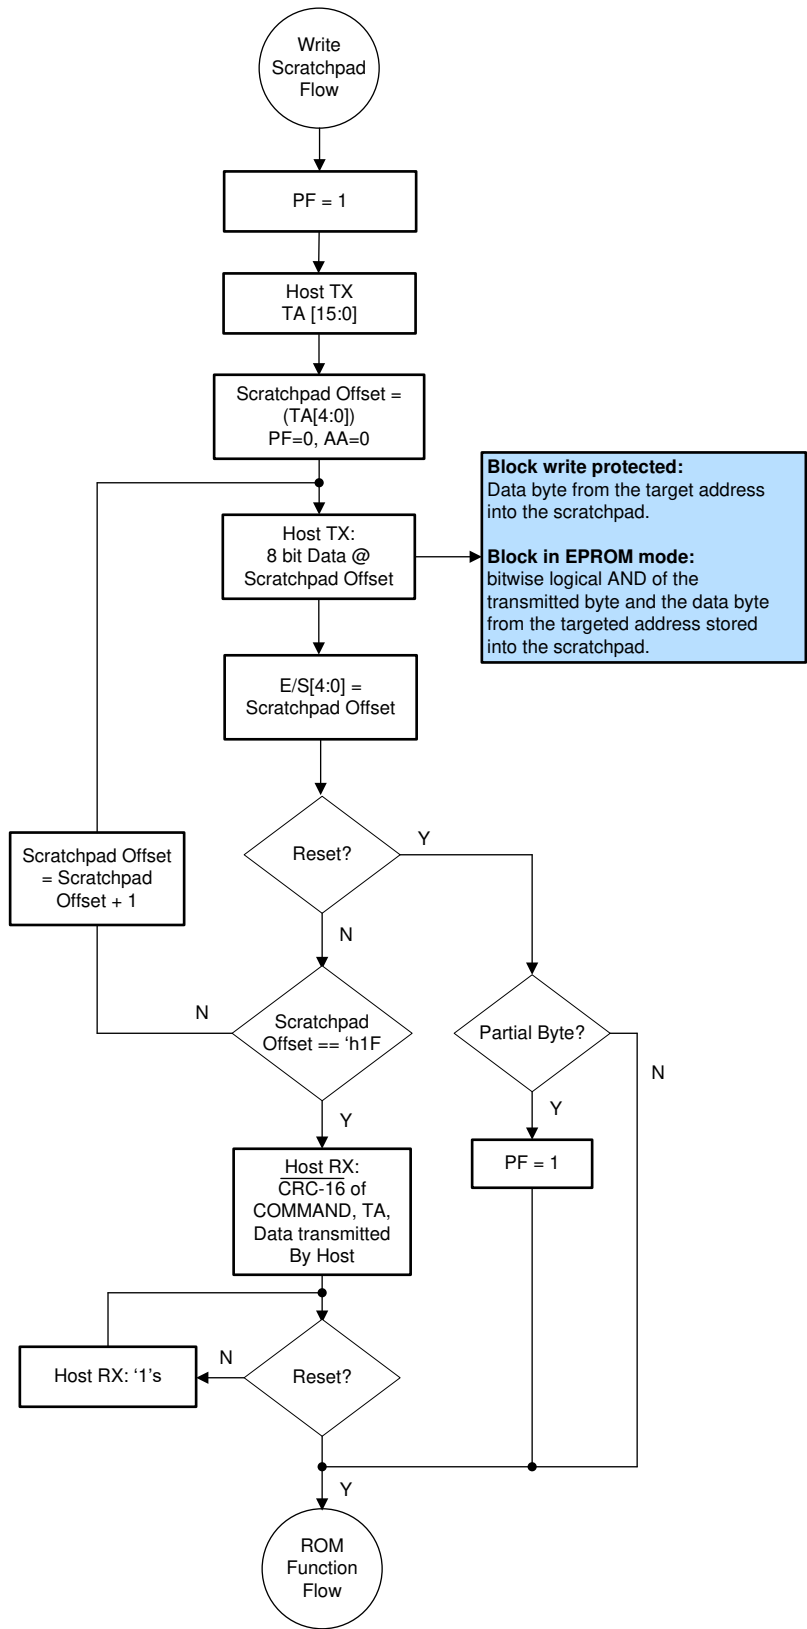 Write
Scratchpad
Flow
PF = 1
Host TX
TA [15:0]
Scratchpad Offset =
(TA[4:0])
PF=0, AA=0
Block write protected:
Data byte from the target address
into the scratchpad.
Block in EPROM mode:
bitwise logical AND of the
transmitted byte and the data byte
from the targeted address stored
into the scratchpad.
Host TX:
8 bit Data @
Scratchpad Offset
E/S[4:0] =
Scratchpad Offset
Reset?
Y
Scratchpad Offset
= Scratchpad
Offset + 1
N
N
Scratchpad
Offset == ‘h1F
Partial Byte?
N
Y
Y
Host RX:
CRC-16 of
COMMAND, TA,
Data transmitted
By Host
PF = 1
N
Host RX: ‘1’s
Reset?
Y
ROM
Function
Flow